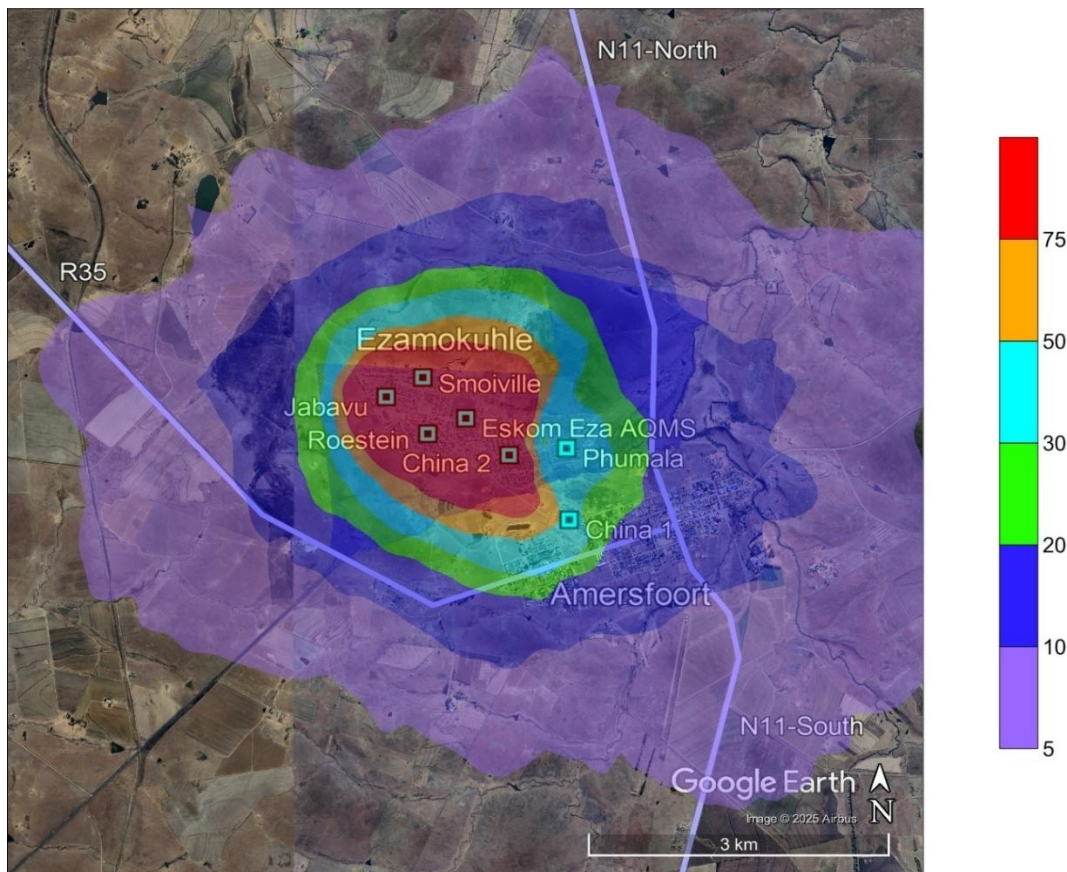 N11-North
R35
75
50
30
20
10
5
Ezamokuhle
Smoiville
Jabavu
Eskom Eza AQMS
Roestein
China 2
Phumala
China 1
Amersfoort
N11-South
Google Earth
N
Image © 2025 Airbus
3 km